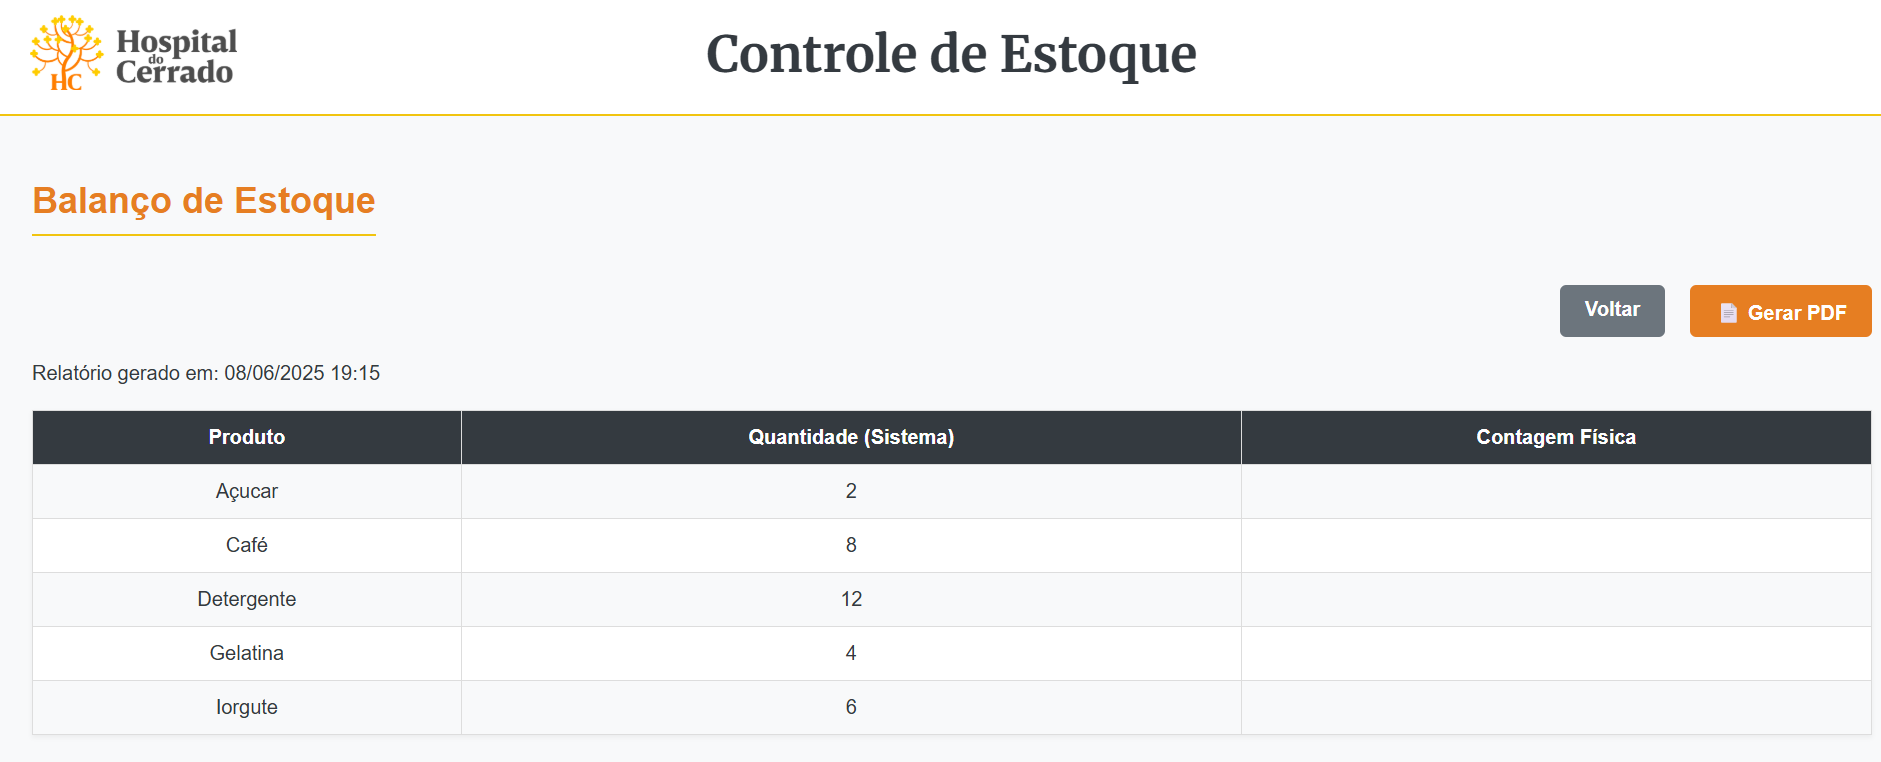 Hospital
do
Cerrado
HC
Controle de Estoque
Balanço de Estoque
Voltar
Gerar PDF
Relatório gerado em: 08/06/2025 19:15
Produto Quantidade (Sistema) Contagem Física
Açucar 2
Café 8
Detergente 12
Gelatina 4
Iorgute 6